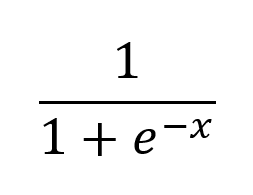 1
1 + e^{-x}